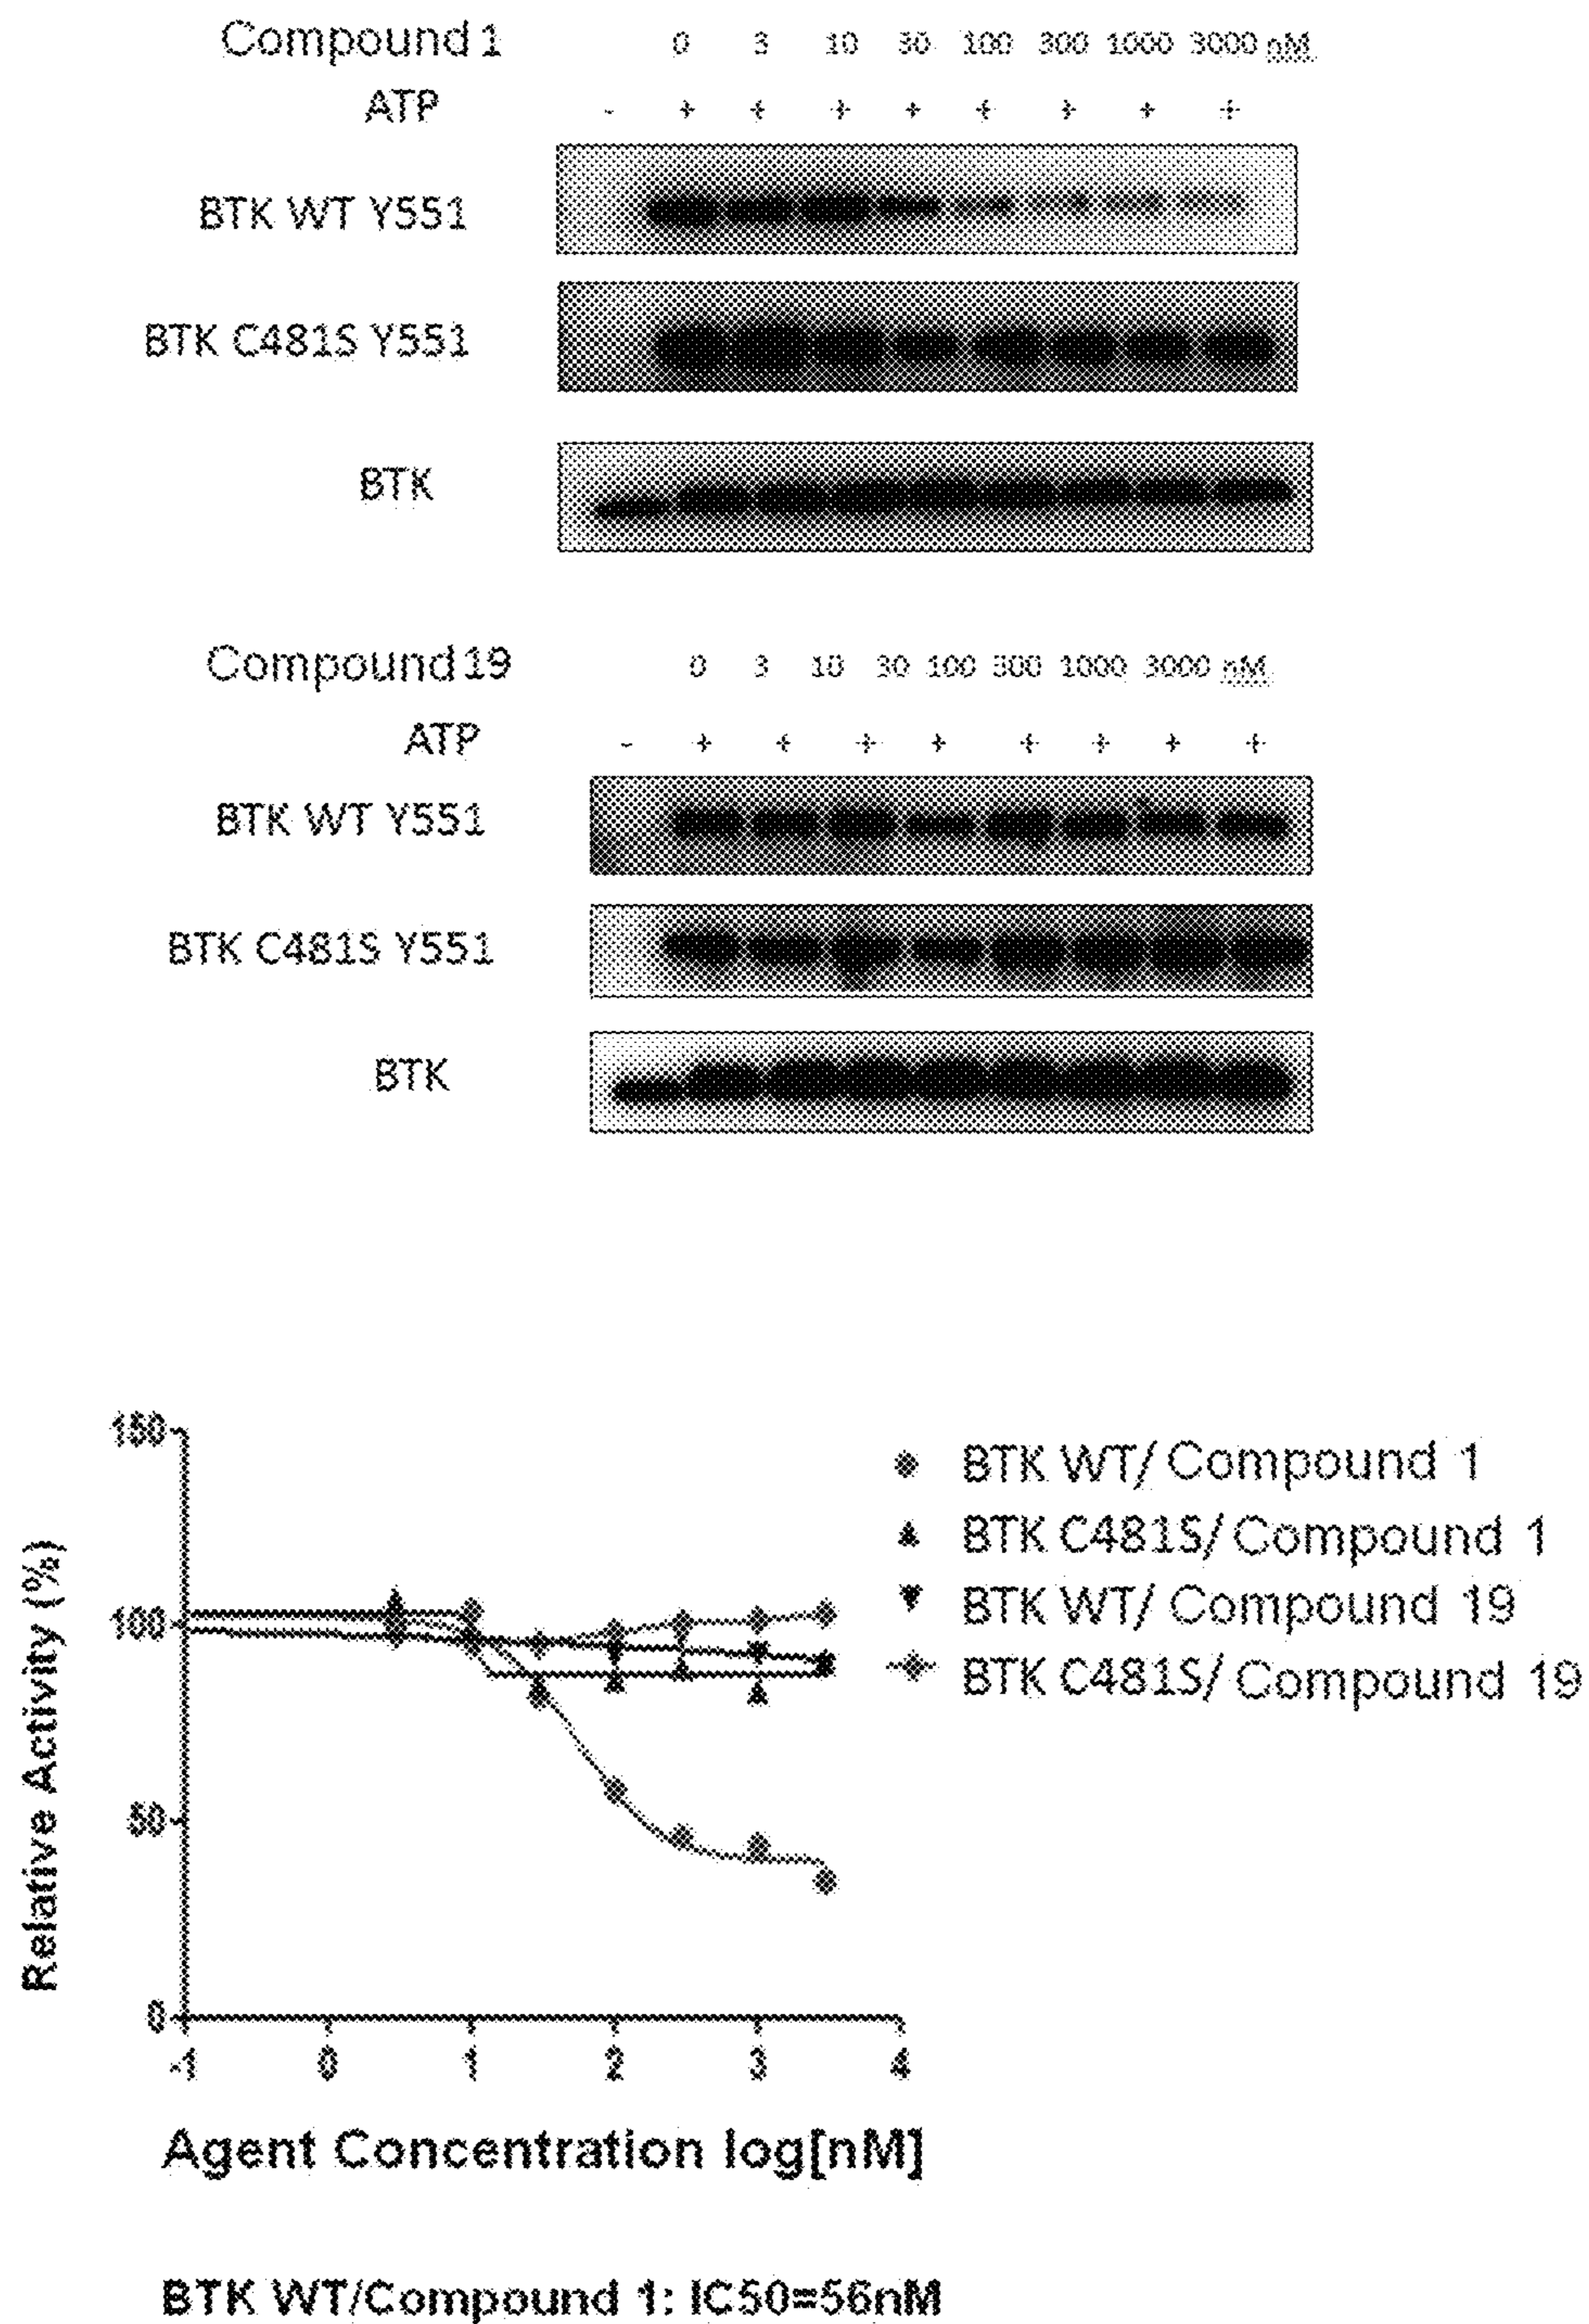 Compound 1 0 3 10 30 100 300 1000 3000 nM
ATP - + + + + + + + +
BTK WT Y551
BTK C481S Y551
BTK
Compound 19 0 3 10 30 100 300 1000 3000 nM
ATP - + + + + + + + +
BTK WT Y551
BTK C481S Y551
BTK
150
100
50
0
-1 0 1 2 3 4
Relative Activity (%)
Agent Concentration log[nM]
BTK WT/ Compound 1
BTK C481S/ Compound 1
BTK WT/ Compound 19
BTK C481S/ Compound 19
BTK WT/Compound 1: IC50=56nM